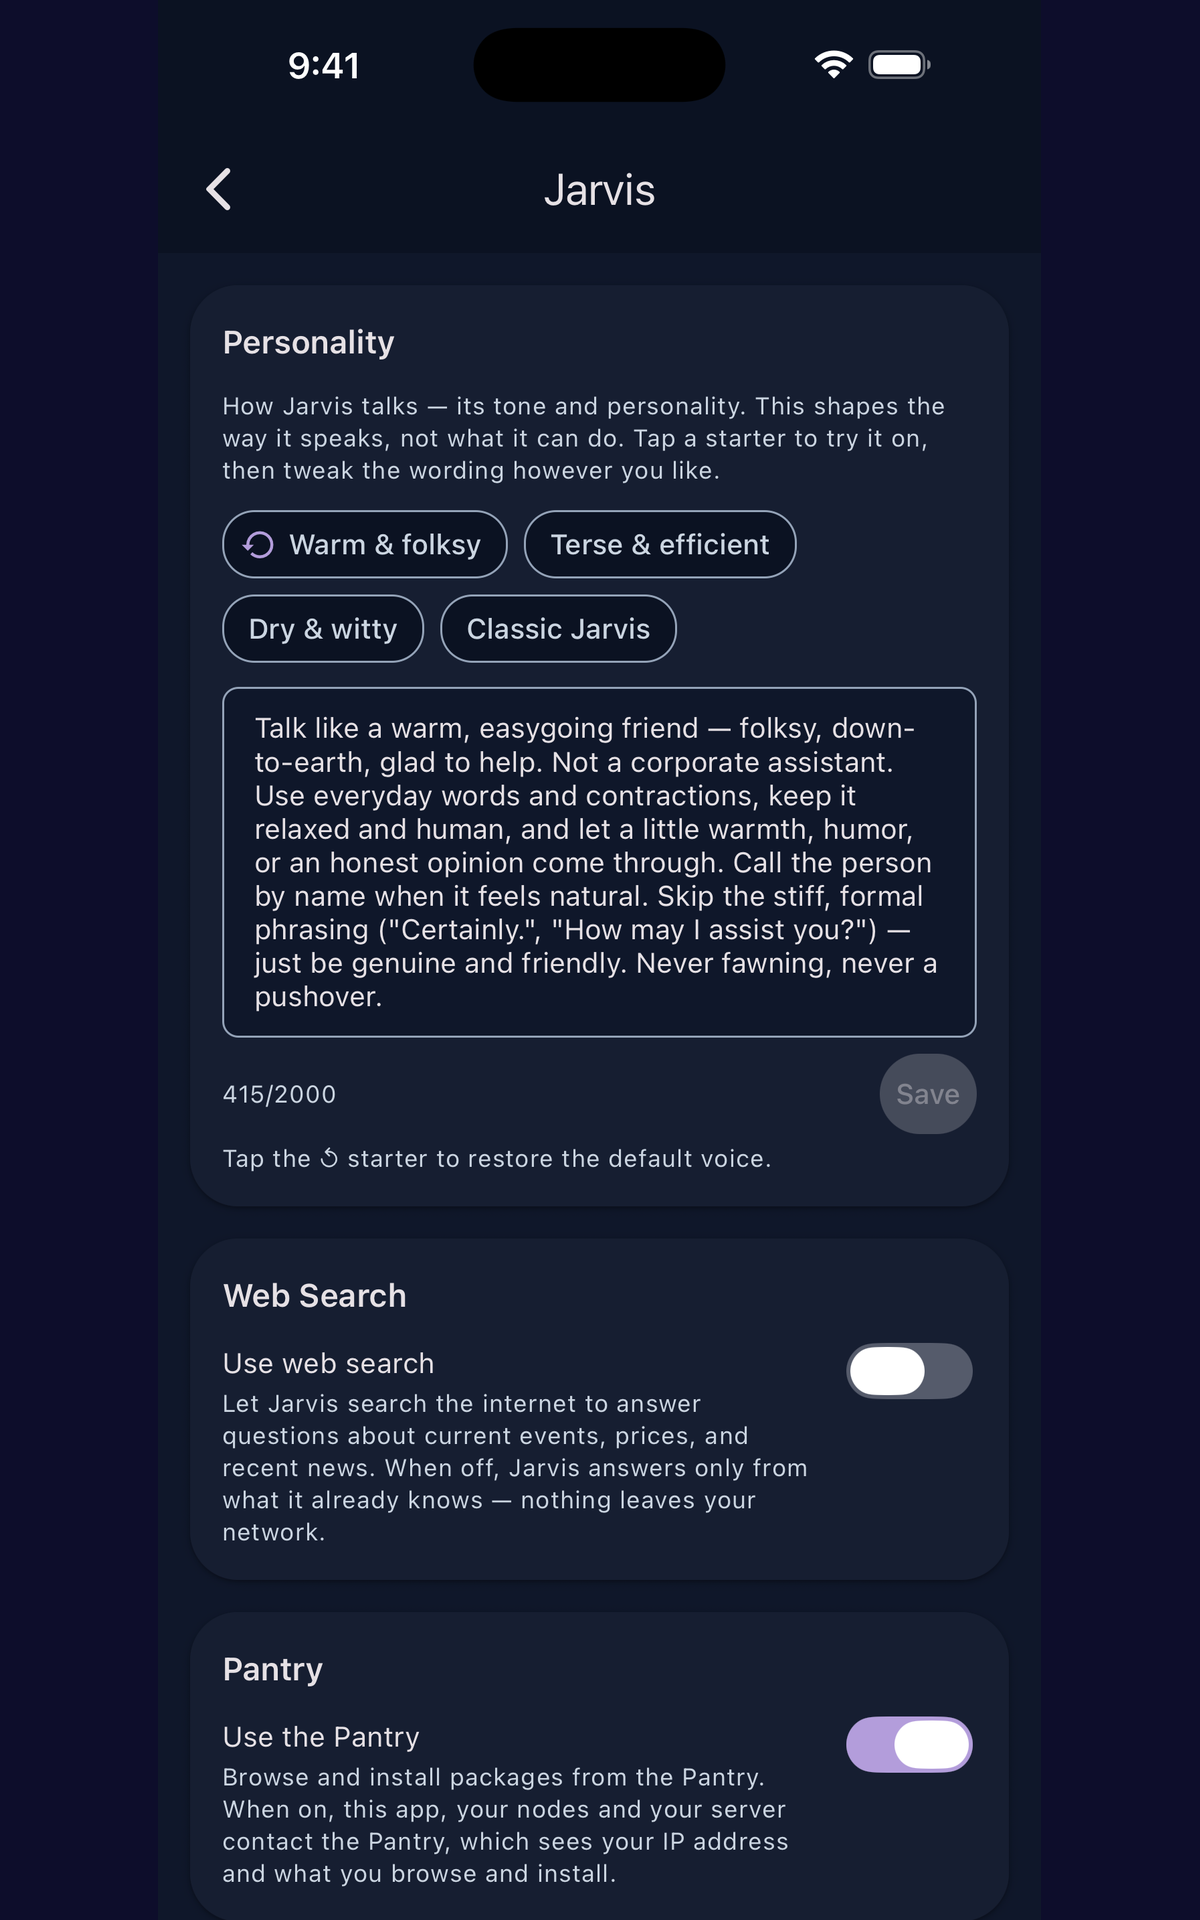 9:41
Jarvis
Personality
How Jarvis talks — its tone and personality. This shapes the
way it speaks, not what it can do. Tap a starter to try it on,
then tweak the wording however you like.
Warm & folksy
Terse & efficient
Dry & witty
Classic Jarvis
Talk like a warm, easygoing friend — folksy, down-
to-earth, glad to help. Not a corporate assistant.
Use everyday words and contractions, keep it
relaxed and human, and let a little warmth, humor,
or an honest opinion come through. Call the person
by name when it feels natural. Skip the stiff, formal
phrasing ("Certainly.", "How may I assist you?") —
just be genuine and friendly. Never fawning, never a
pushover.
415/2000
Save
Tap the ↺ starter to restore the default voice.
Web Search
Use web search
Let Jarvis search the internet to answer
questions about current events, prices, and
recent news. When off, Jarvis answers only from
what it already knows — nothing leaves your
network.
Pantry
Use the Pantry
Browse and install packages from the Pantry.
When on, this app, your nodes and your server
contact the Pantry, which sees your IP address
and what you browse and install.